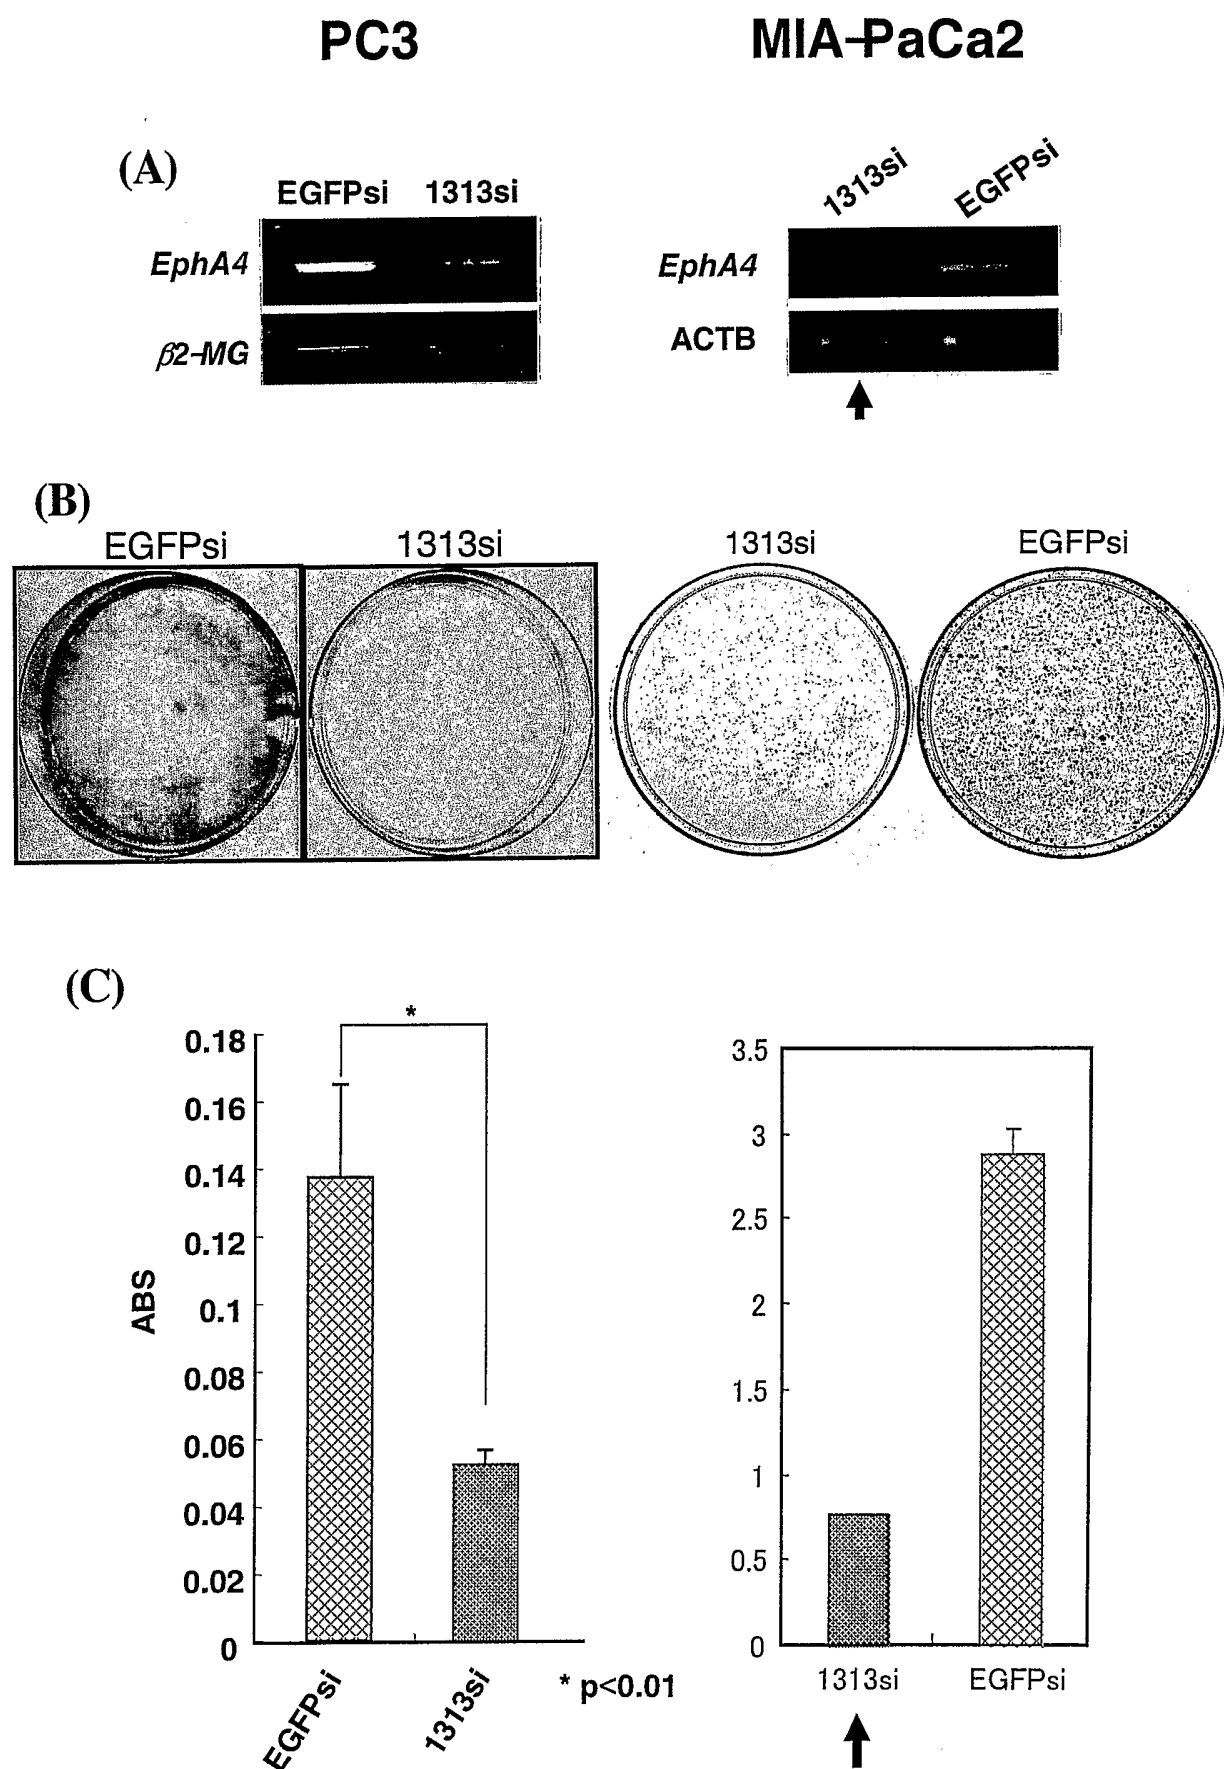 PC3
MIA-PaCa2
(A)
EGFPsi
1313si
1313si
EGFPsi
EphA4
EphA4
β2-MG
ACTB
(B)
EGFPsi
1313si
1313si
EGFPsi
(C)
*
0.18
0.16
0.14
0.12
0.1
0.08
0.06
0.04
0.02
0
ABS
EGFPsi
1313si
* p<0.01
3.5
3
2.5
2
1.5
1
0.5
0
1313si
EGFPsi